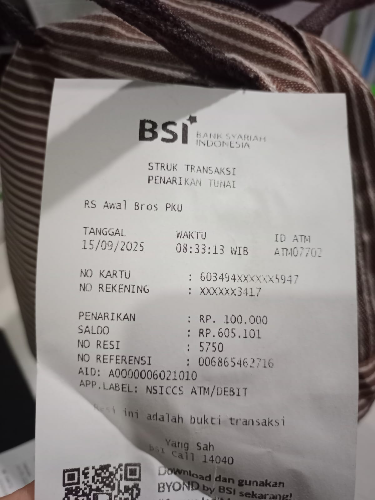 BSI BANK SYARIAH
INDONESIA
STRUK TRANSAKSI
PENARIKAN TUNAI
RS Awal Bros PKU
TANGGAL WAKTU ID ATM
15/09/2025 08:33:13 WIB ATM07702
NO KARTU : 603494XXXXXX5947
NO REKENING : XXXXXX3417
PENARIKAN : RP. 100.000
SALDO : RP.605.101
NO RESI : 5750
NO REFERENSI : 006865462716
AID: A0000006021010
APP.LABEL: NSICCS ATM/DEBIT
ini adalah bukti transaksi
Yang Sah
Call 14040
Download dan gunakan
BYOND by BSI sekarang